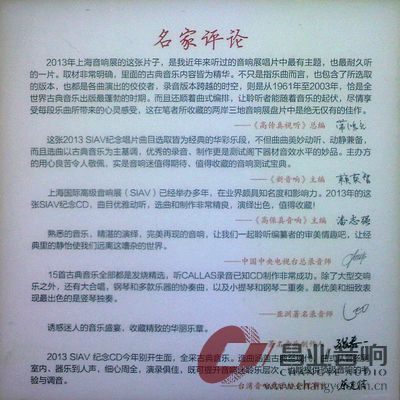 名家评论
2013年上海音响展的这张片子，是我近年来听过的音响展唱片中最有主题，也最耐久听
的一片。取材非常明确，里面的古典音乐内容皆为精华。不只是指乐曲而言，也包含了所选取
的版本，也都是各曲演出的佼佼者，录音版本跨越的时空，则是从1961年至2003年，恰是全
世界古典音乐出版最蓬勃的时期。而且还顺着曲式编排，让聆听者能随着音乐的起伏，尽情享
受每段乐曲所带来的心灵感受，这在笔者所收藏的两岸三地音响展盘片中是绝无仅有的佳作。
——《高传真视听》总编
这张2013 SIAV纪念唱片曲目选取皆为经典的华彩乐段，不但曲曲美妙动听、动静兼备，
而且选曲以古典音乐为主基调，优秀的录音、制作更是测试阁下器材音效水平的妙品。主办方
的用心良苦令人敬佩，实是音响迷值得期待、值得收藏的音响测试宝典。
——《新音响》主编
上海国际高级音响展（SIAV）已经举办多年，在业界颇具知名度和影响力。2013年的这
张SIAV纪念CD，曲目优雅动听，选曲和制作非常精良，演绎出色，值得收藏！
——《高保真音响》主编 潘志强
熟悉的音乐，精湛的演绎，完美再现的音响，让我们一起聆听编纂者的审美情趣吧，让经
典里的静怡使我们远离这嘈杂的世界。
——中国中央电视台总录音师
15首古典音乐全部都是发烧精选，听CALLAS录音已知CD制作非常成功。除了大型交响
乐之外，还有大合唱，钢琴和多款乐器的协奏曲，以及小提琴和钢琴二重奏。最优美和细致表
现最出色的是竖琴独奏。
——亚洲著名录音师
诱惑迷人的音乐盛宴，收藏精致的华丽乐章。
2013 SIAV 纪念CD今年别开生面，全采古典音乐。选曲涵盖
室内、器乐到人声，细心周全，演录俱佳，既可提升音响迷聆乐层次，
验与调音。
昌业音响